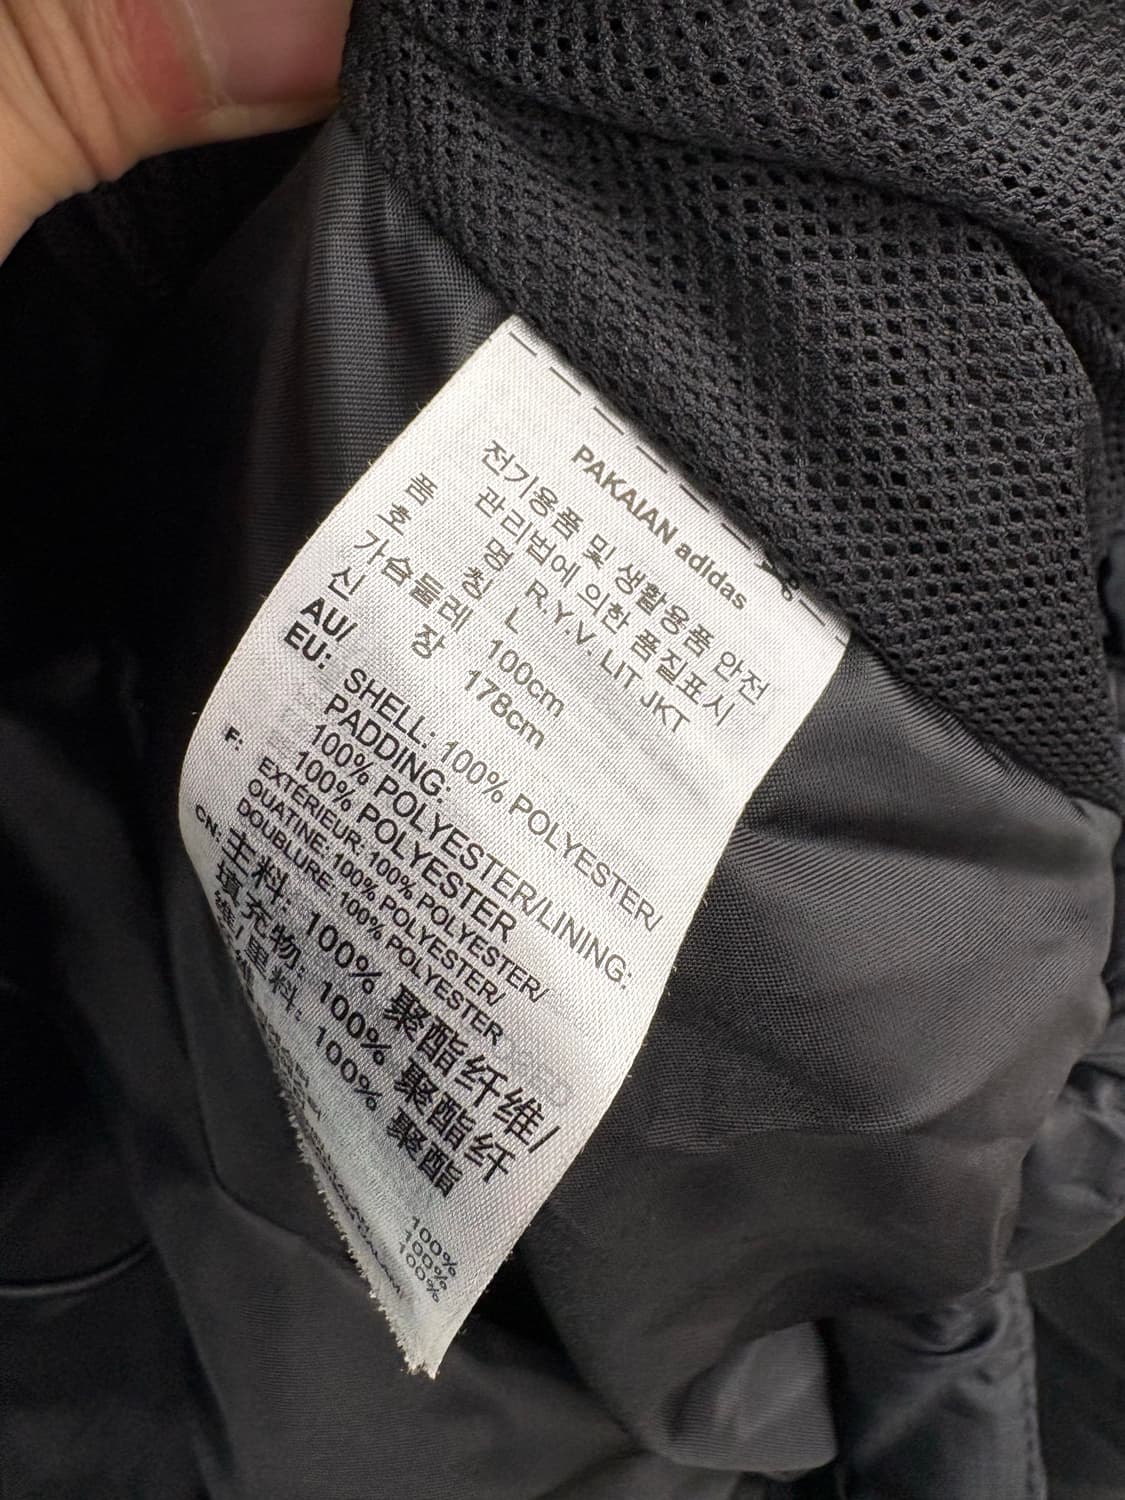 PAKAIAN adidas
전기용품 및 생활용품 안전
관리법에 의한 품질표시
품 명 R.Y.V. LIT JKT
호 칭 L
가슴둘레 100cm
신 장 178cm
AU/
EU: SHELL: 100% POLYESTER/
PADDING:
100% POLYESTER/LINING:
100% POLYESTER
F: EXTÉRIEUR: 100% POLYESTER/
OUATINE: 100% POLYESTER/
DOUBLURE: 100% POLYESTER
CN: 主料: 100% 聚酯纤维/
填充物: 100% 聚酯纤
维/里料: 100% 聚酯
100%
100%
100%